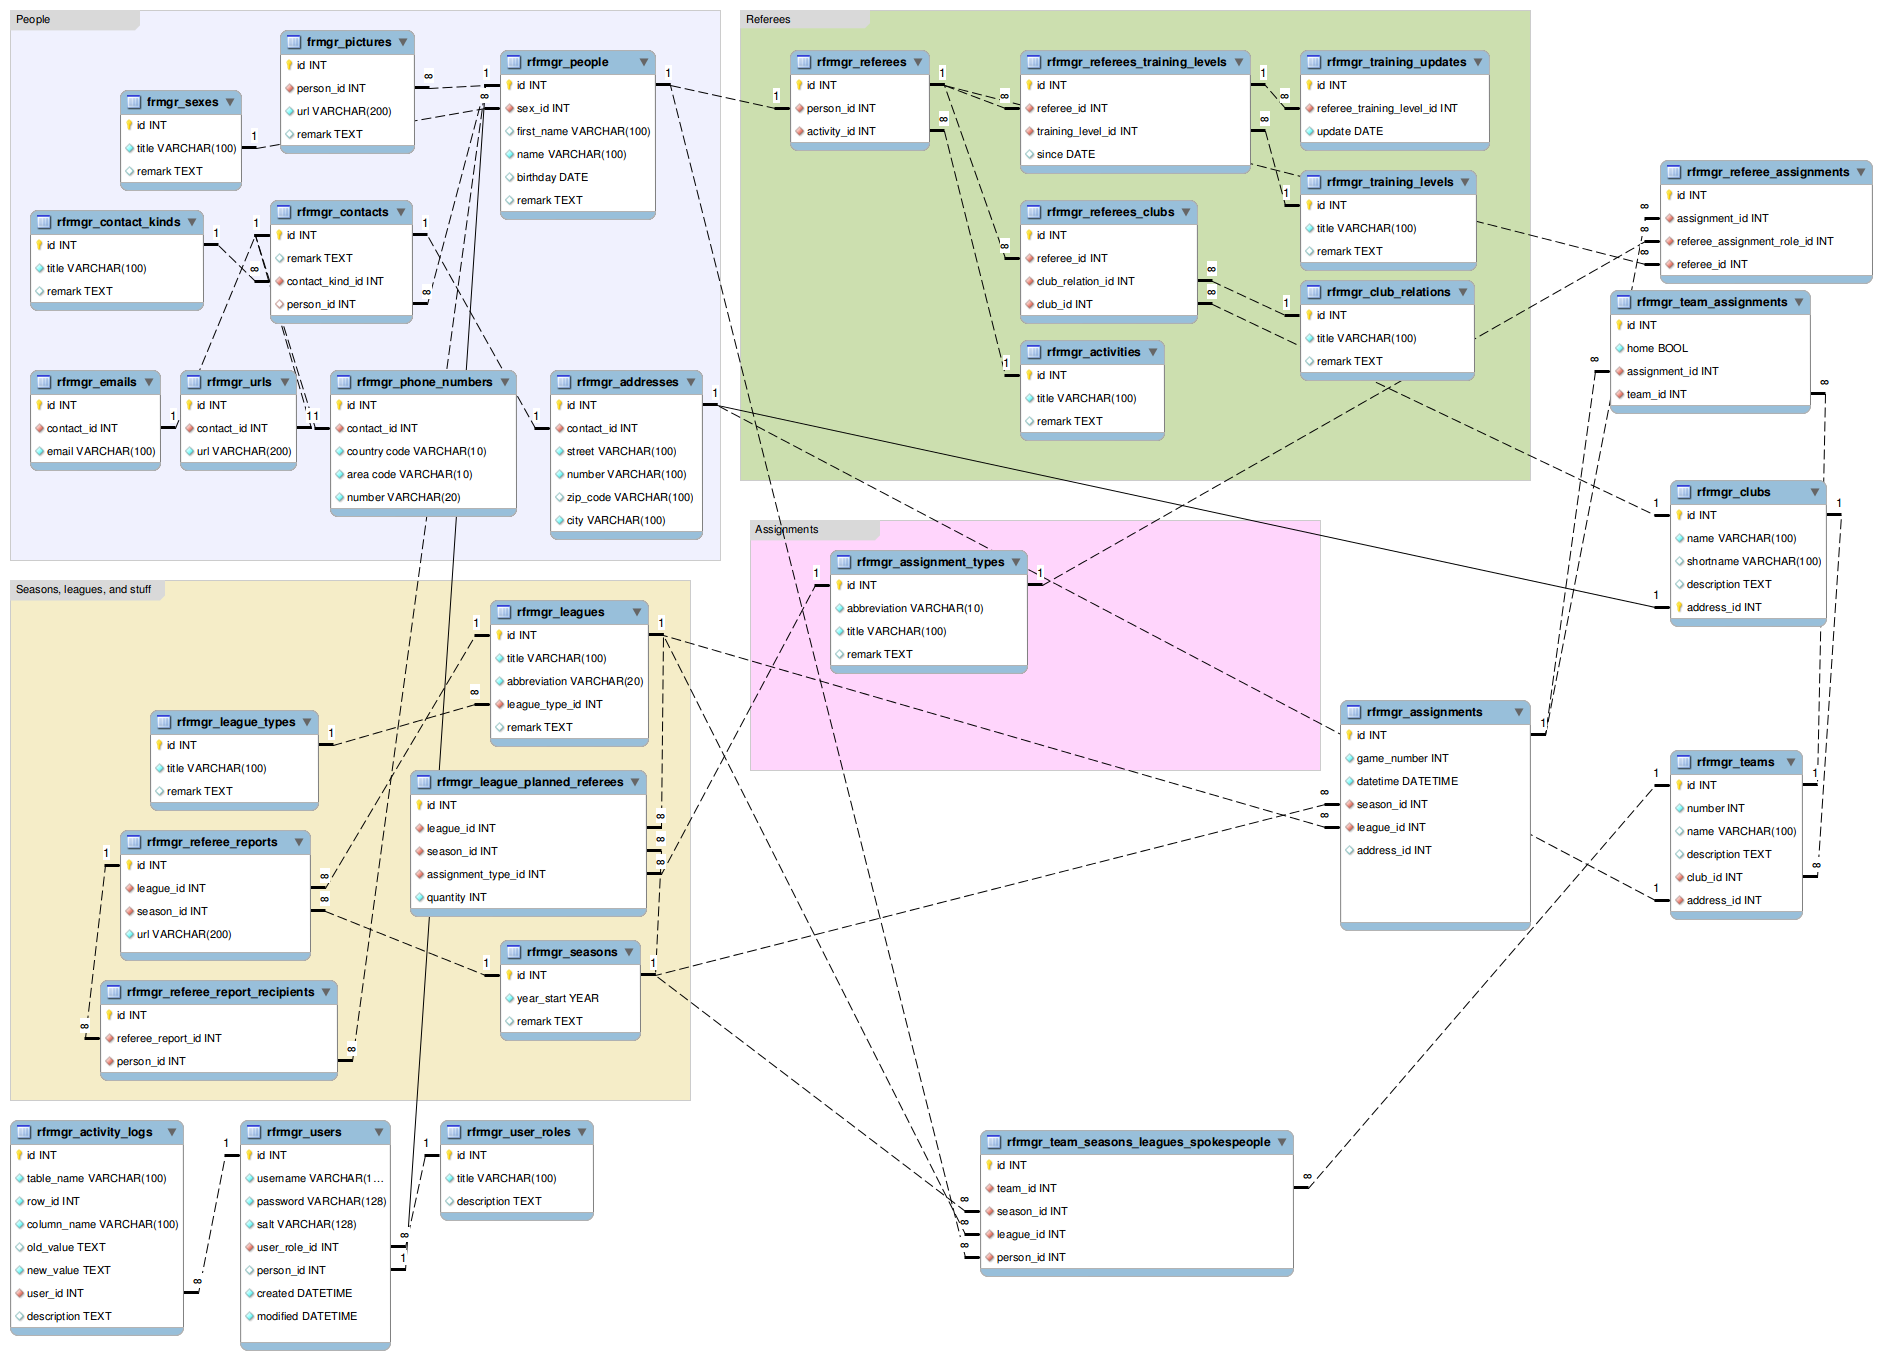 People
frmgr_pictures
id INT
person_id INT
url VARCHAR(200)
remark TEXT
rfrmgr_people
id INT
sex_id INT
first_name VARCHAR(100)
name VARCHAR(100)
birthday DATE
remark TEXT
frmgr_sexes
id INT
title VARCHAR(100)
remark TEXT
rfrmgr_contact_kinds
id INT
title VARCHAR(100)
remark TEXT
rfrmgr_contacts
id INT
remark TEXT
contact_kind_id INT
person_id INT
rfrmgr_emails
id INT
contact_id INT
email VARCHAR(100)
rfrmgr_urls
id INT
contact_id INT
url VARCHAR(200)
rfrmgr_phone_numbers
id INT
contact_id INT
country code VARCHAR(10)
area code VARCHAR(10)
number VARCHAR(20)
rfrmgr_addresses
id INT
contact_id INT
street VARCHAR(100)
number VARCHAR(100)
zip_code VARCHAR(100)
city VARCHAR(100)
Referees
rfrmgr_referees
id INT
person_id INT
activity_id INT
rfrmgr_referees_training_levels
id INT
referee_id INT
training_level_id INT
since DATE
rfrmgr_training_updates
id INT
referee_training_level_id INT
update DATE
rfrmgr_training_levels
id INT
title VARCHAR(100)
remark TEXT
rfrmgr_referees_clubs
id INT
referee_id INT
club_relation_id INT
club_id INT
rfrmgr_club_relations
id INT
title VARCHAR(100)
remark TEXT
rfrmgr_activities
id INT
title VARCHAR(100)
remark TEXT
rfrmgr_referee_assignments
id INT
assignment_id INT
referee_assignment_role_id INT
referee_id INT
rfrmgr_team_assignments
id INT
home BOOL
assignment_id INT
team_id INT
rfrmgr_clubs
id INT
name VARCHAR(100)
shortname VARCHAR(100)
description TEXT
address_id INT
Assignments
rfrmgr_assignment_types
id INT
abbreviation VARCHAR(10)
title VARCHAR(100)
remark TEXT
rfrmgr_assignments
id INT
game_number INT
datetime DATETIME
season_id INT
league_id INT
address_id INT
rfrmgr_teams
id INT
number INT
name VARCHAR(100)
description TEXT
club_id INT
address_id INT
Seasons, leagues, and stuff
rfrmgr_leagues
id INT
title VARCHAR(100)
abbreviation VARCHAR(20)
league_type_id INT
remark TEXT
rfrmgr_league_types
id INT
title VARCHAR(100)
remark TEXT
rfrmgr_league_planned_referees
id INT
league_id INT
season_id INT
assignment_type_id INT
quantity INT
rfrmgr_referee_reports
id INT
league_id INT
season_id INT
url VARCHAR(200)
rfrmgr_seasons
id INT
year_start YEAR
remark TEXT
rfrmgr_referee_report_recipients
id INT
referee_report_id INT
person_id INT
rfrmgr_activity_logs
id INT
table_name VARCHAR(100)
row_id INT
column_name VARCHAR(100)
old_value TEXT
new_value TEXT
user_id INT
description TEXT
rfrmgr_users
id INT
username VARCHAR(1...
password VARCHAR(128)
salt VARCHAR(128)
user_role_id INT
person_id INT
created DATETIME
modified DATETIME
rfrmgr_user_roles
id INT
title VARCHAR(100)
description TEXT
rfrmgr_team_seasons_leagues_spokespeople
id INT
team_id INT
season_id INT
league_id INT
person_id INT